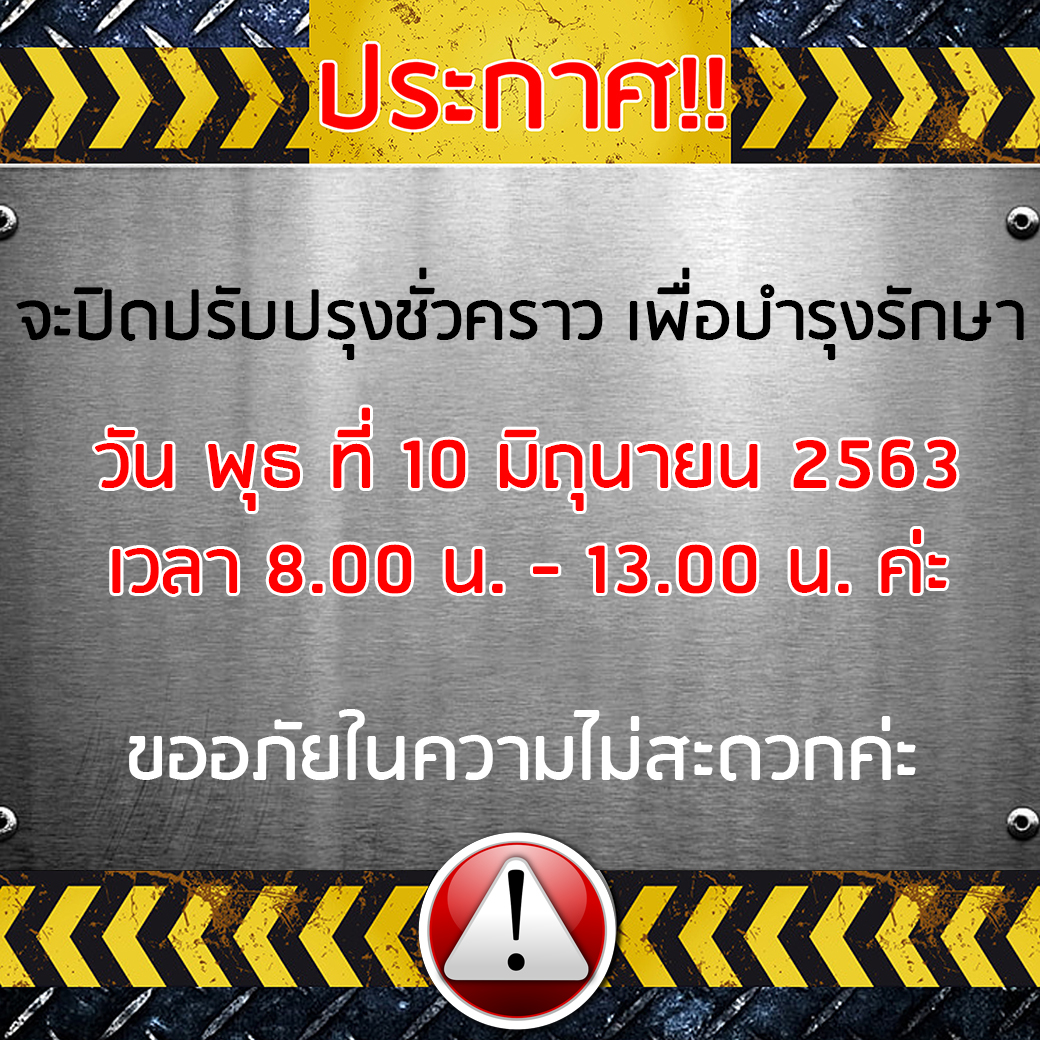 ประกาศ!!
จะปิดปรับปรุงชั่วคราว เพื่อบำรุงรักษา
วัน พุธ ที่ 10 มิถุนายน 2563
เวลา 8.00 น. - 13.00 น. ค่ะ
ขออภัยในความไม่สะดวกค่ะ